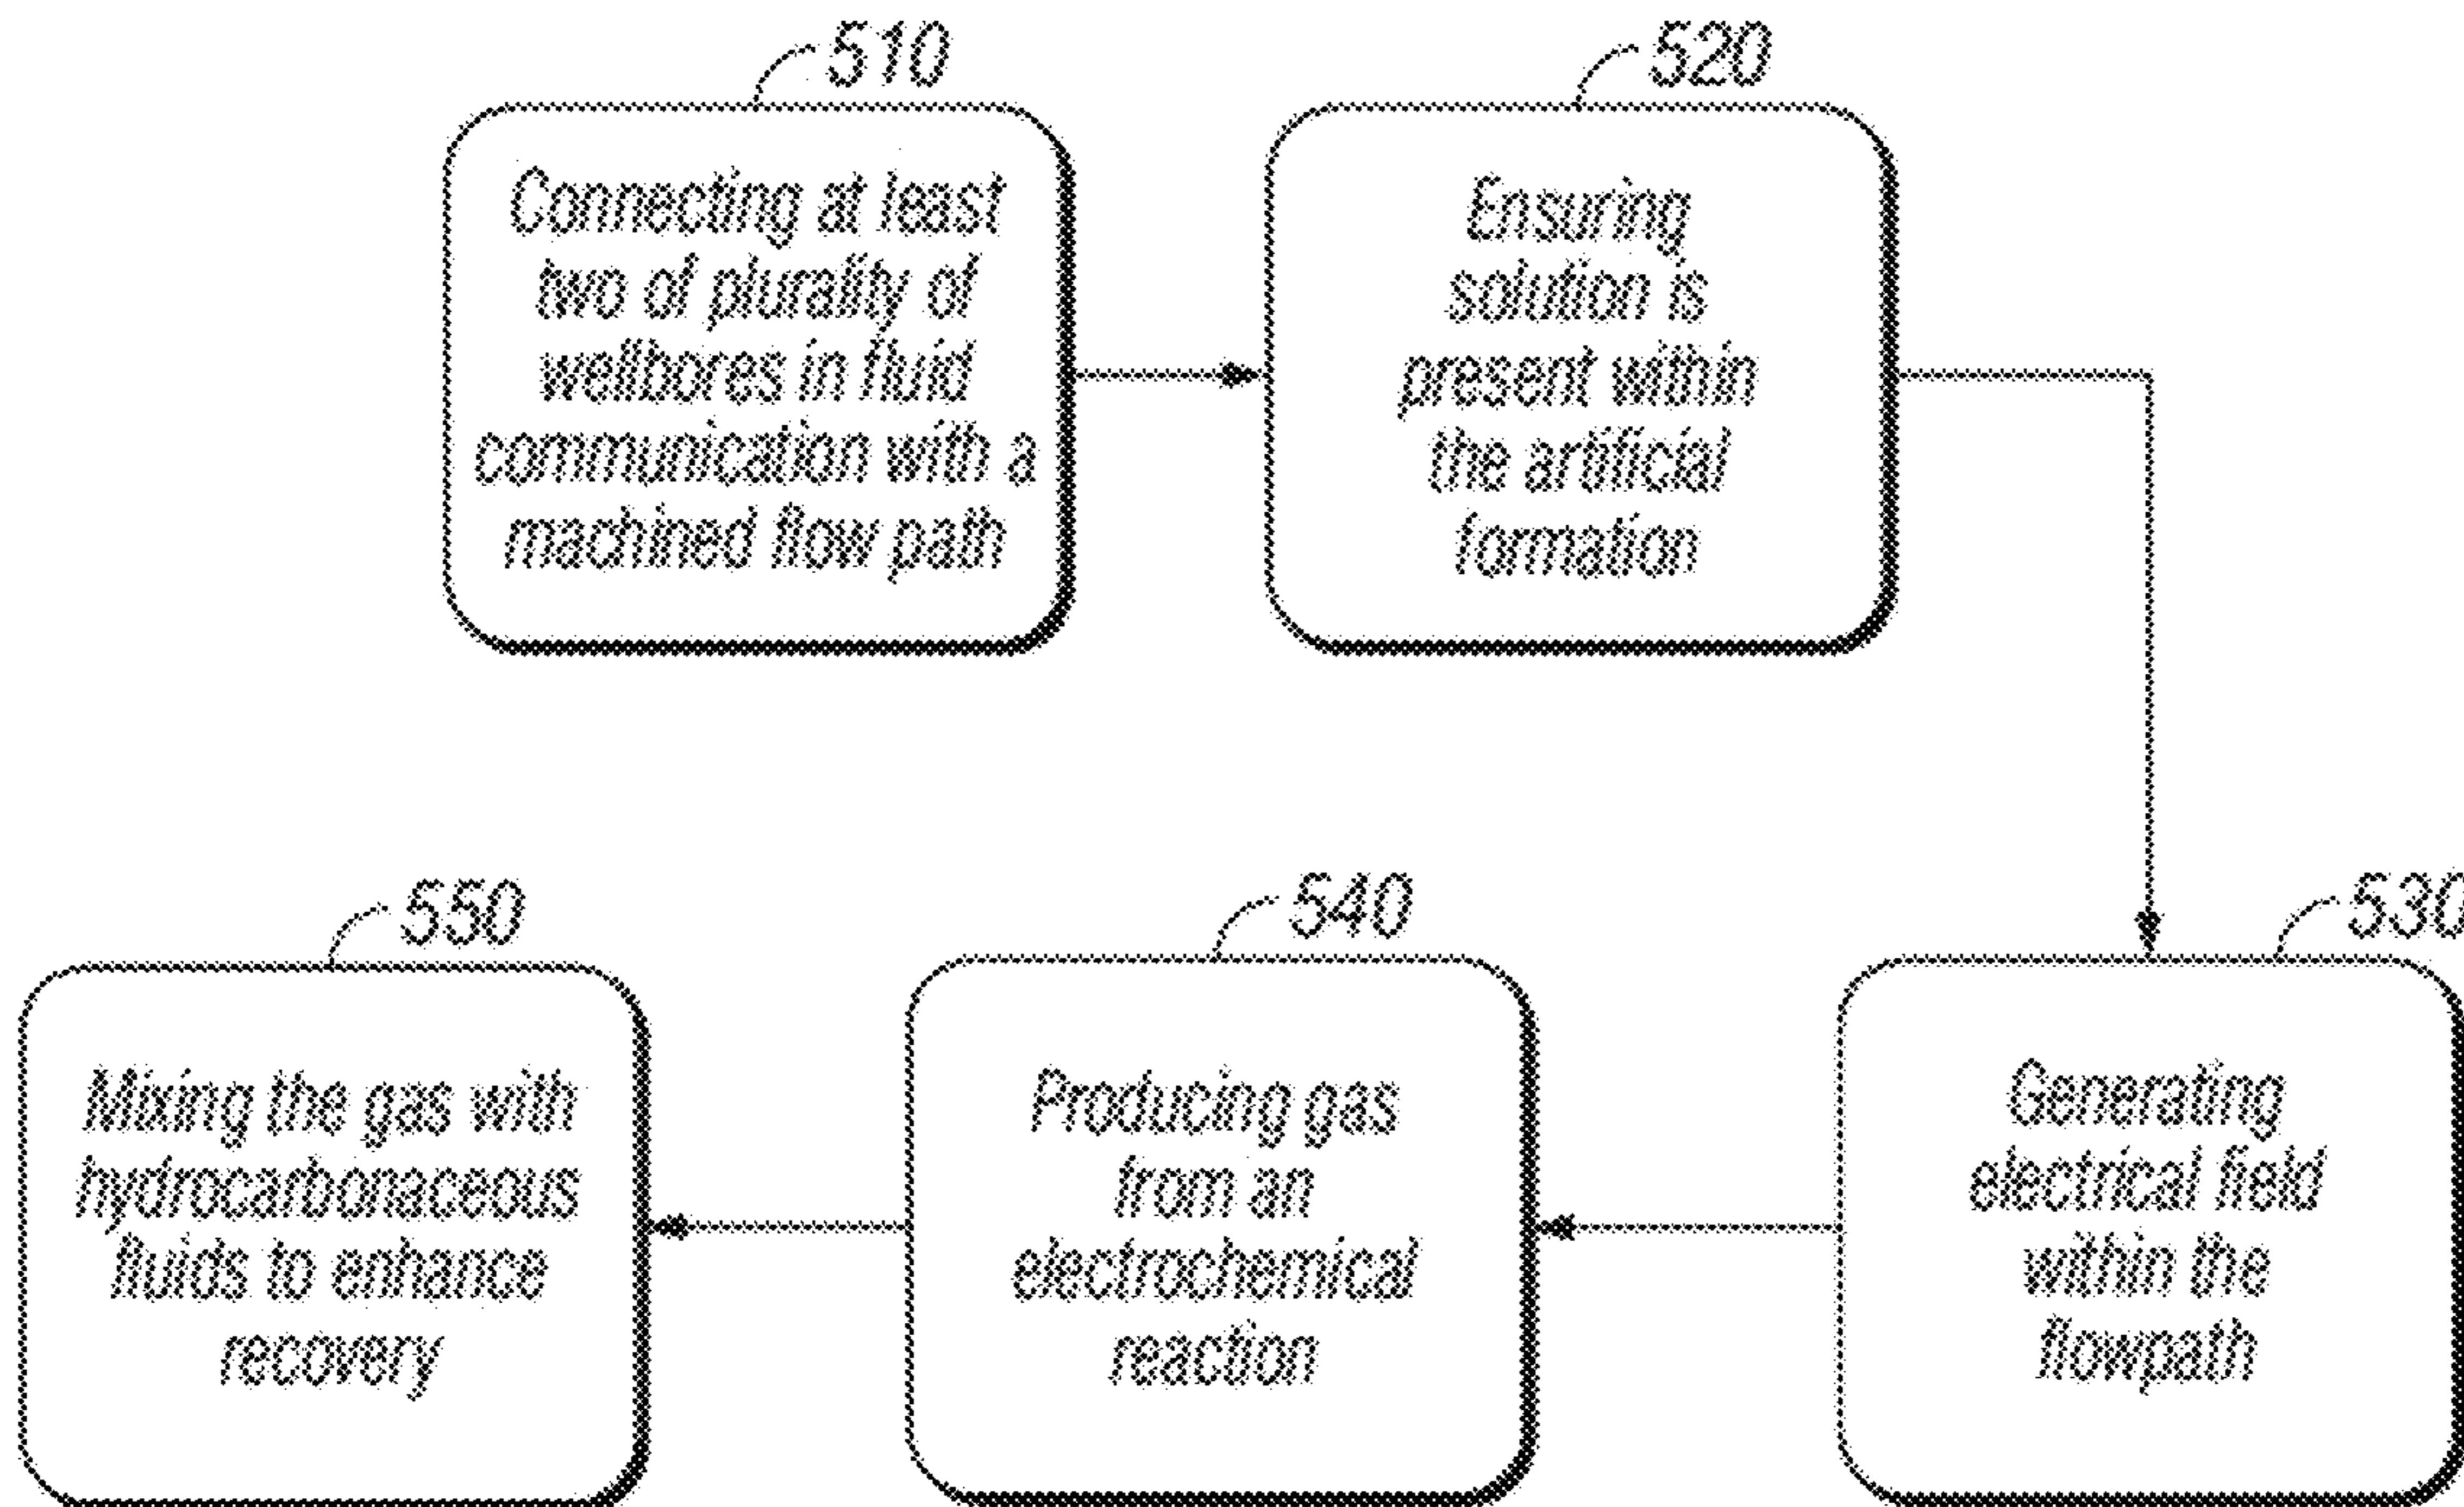 510
Connecting at least
two of plurality of
wellbores in fluid
communication with a
machined flow path
520
Ensuring
solution is
present within
the artificial
formation
530
Generating
electrical field
within the
flowpath
540
Producing gas
from an
electrochemical
reaction
550
Mixing the gas with
hydrocarbonaceous
fluids to enhance
recovery